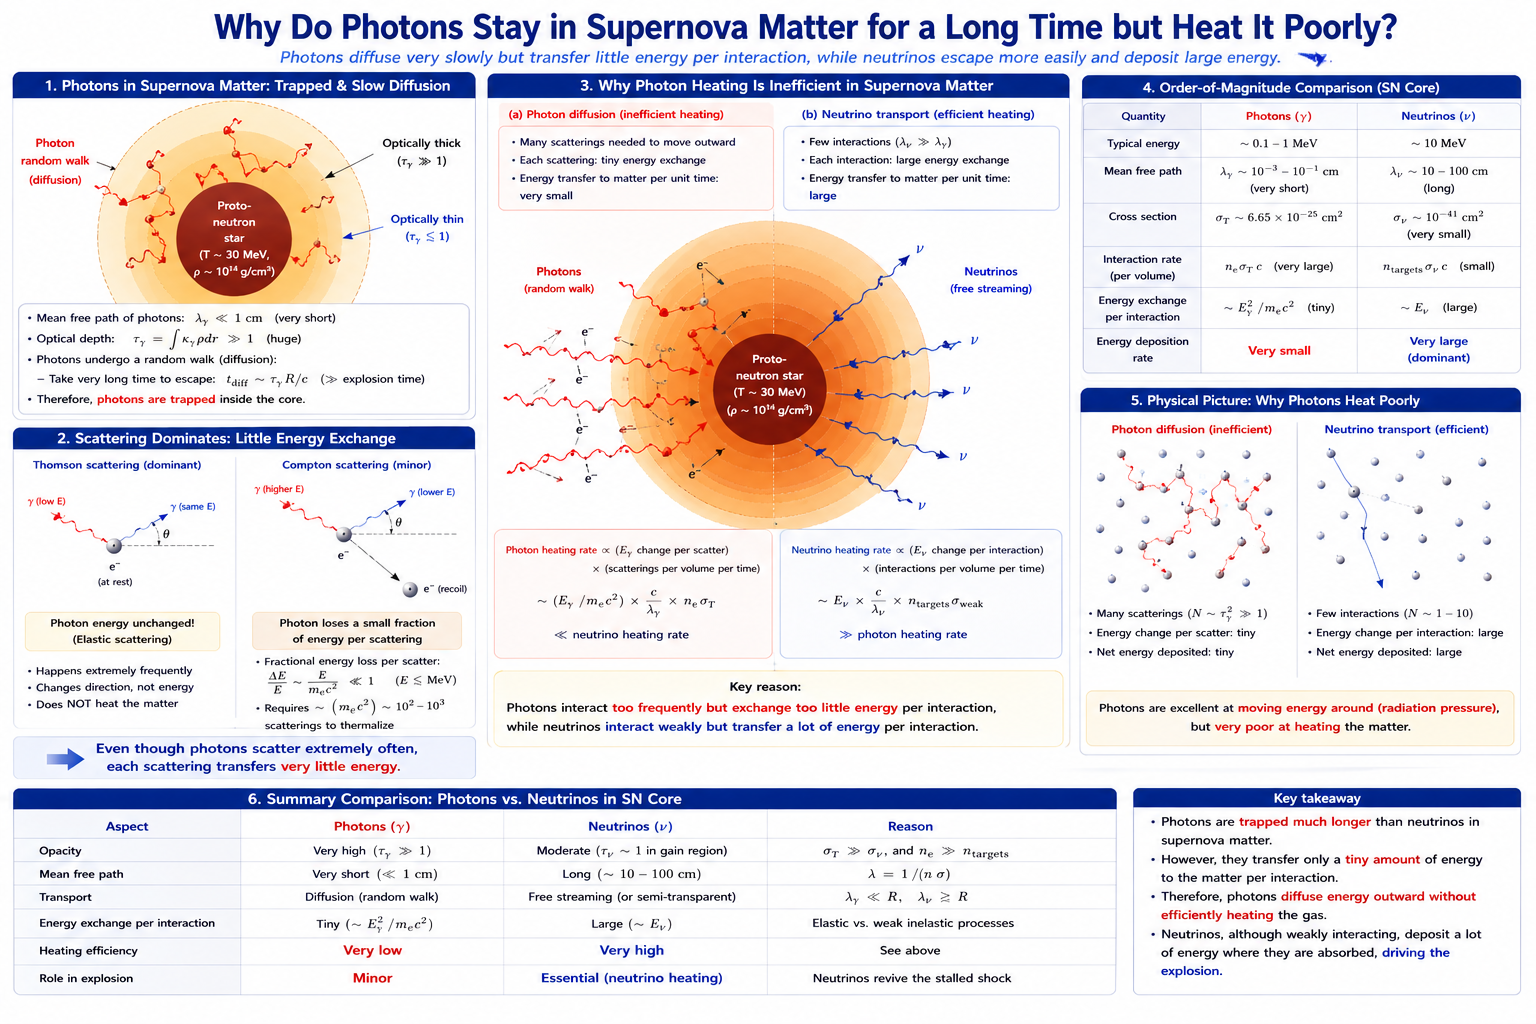 Why Do Photons Stay in Supernova Matter for a Long Time but Heat It Poorly?
Photons diffuse very slowly but transfer little energy per interaction, while neutrinos escape more easily and deposit large energy.
1. Photons in Supernova Matter: Trapped & Slow Diffusion
Photon
random walk
(diffusion)
Optically thick
(τγ ≫ 1)
Optically thin
(τγ ≲ 1)
Proto-
neutron
star
(T ~ 30 MeV,
ρ ~ 10¹⁴ g/cm³)
• Mean free path of photons: λγ ≪ 1 cm (very short)
• Optical depth: τγ = ∫ κγ ρdr ≫ 1 (huge)
• Photons undergo a random walk (diffusion):
– Take very long time to escape: t_diff ~ τγ R/c (≫ explosion time)
• Therefore, photons are trapped inside the core.
2. Scattering Dominates: Little Energy Exchange
Thomson scattering (dominant)
γ (low E)
γ (same E)
θ
e⁻
(at rest)
Photon energy unchanged!
(Elastic scattering)
• Happens extremely frequently
• Changes direction, not energy
• Does NOT heat the matter
Compton scattering (minor)
γ (higher E)
γ (lower E)
θ
e⁻
e⁻ (recoil)
Photon loses a small fraction
of energy per scattering
• Fractional energy loss per scatter:
ΔE/E ~ E/m_e c² ≪ 1 (E ≲ MeV)
• Requires ~ (m_e c²) ~ 10² – 10³
scatterings to thermalize
Even though photons scatter extremely often,
each scattering transfers very little energy.
3. Why Photon Heating Is Inefficient in Supernova Matter
(a) Photon diffusion (inefficient heating)
• Many scatterings needed to move outward
• Each scattering: tiny energy exchange
• Energy transfer to matter per unit time:
very small
(b) Neutrino transport (efficient heating)
• Few interactions (λν ≫ λγ)
• Each interaction: large energy exchange
• Energy transfer to matter per unit time:
large
Photons
(random walk)
Neutrinos
(free streaming)
e⁻
e⁻
e⁻
e⁻
e⁻
e⁻
e⁻
ν
ν
ν
ν
ν
Proto-
neutron star
(T ~ 30 MeV)
(ρ ~ 10¹⁴ g/cm³)
Photon heating rate ∝ (Eγ change per scatter)
× (scatterings per volume per time)
~ (Eγ /m_e c²) × c/λγ × n_e σ_T
≪ neutrino heating rate
Neutrino heating rate ∝ (Eν change per interaction)
× (interactions per volume per time)
~ Eν × c/λν × n_targets σ_weak
≫ photon heating rate
Key reason:
Photons interact too frequently but exchange too little energy per interaction,
while neutrinos interact weakly but transfer a lot of energy per interaction.
4. Order-of-Magnitude Comparison (SN Core)
Quantity Photons (γ) Neutrinos (ν)
Typical energy ~ 0.1 – 1 MeV ~ 10 MeV
Mean free path λγ ~ 10⁻³ – 10⁻¹ cm (very short) λν ~ 10 – 100 cm (long)
Cross section σ_T ~ 6.65 × 10⁻²⁵ cm² σν ~ 10⁻⁴¹ cm² (very small)
Interaction rate (per volume) n_e σ_T c (very large) n_targets σν c (small)
Energy exchange per interaction ~ Eγ² /m_e c² (tiny) ~ Eν (large)
Energy deposition rate Very small Very large (dominant)
5. Physical Picture: Why Photons Heat Poorly
Photon diffusion (inefficient)
• Many scatterings (N ~ τγ² ≫ 1)
• Energy change per scatter: tiny
• Net energy deposited: tiny
Neutrino transport (efficient)
• Few interactions (N ~ 1 – 10)
• Energy change per interaction: large
• Net energy deposited: large
Photons are excellent at moving energy around (radiation pressure),
but very poor at heating the matter.
6. Summary Comparison: Photons vs. Neutrinos in SN Core
Aspect Photons (γ) Neutrinos (ν) Reason
Opacity Very high (τγ ≫ 1) Moderate (τν ~ 1 in gain region) σ_T ≫ σν, and n_e ≫ n_targets
Mean free path Very short (≪ 1 cm) Long (~ 10 – 100 cm) λ = 1 /(n σ)
Transport Diffusion (random walk) Free streaming (or semi-transparent) λγ ≪ R, λν ≳ R
Energy exchange per interaction Tiny (~ Eγ² /m_e c²) Large (~ Eν) Elastic vs. weak inelastic processes
Heating efficiency Very low Very high See above
Role in explosion Minor Essential (neutrino heating) Neutrinos revive the stalled shock
Key takeaway
• Photons are trapped much longer than neutrinos in
supernova matter.
• However, they transfer only a tiny amount of energy
to the matter per interaction.
• Therefore, photons diffuse energy outward without
efficiently heating the gas.
• Neutrinos, although weakly interacting, deposit a lot
of energy where they are absorbed, driving the
explosion.